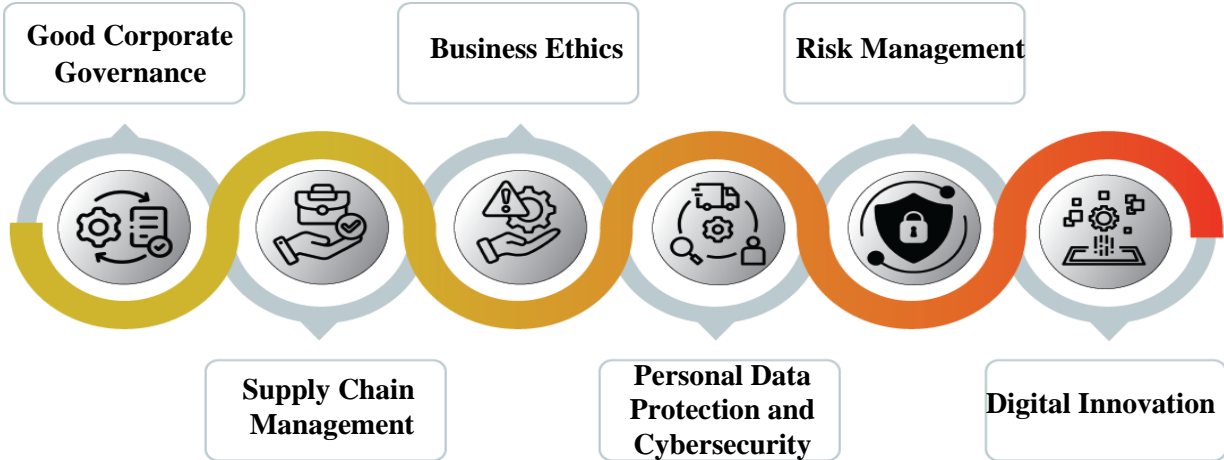 Good Corporate
Governance
Business Ethics
Risk Management
Supply Chain
Management
Personal Data
Protection and
Cybersecurity
Digital Innovation